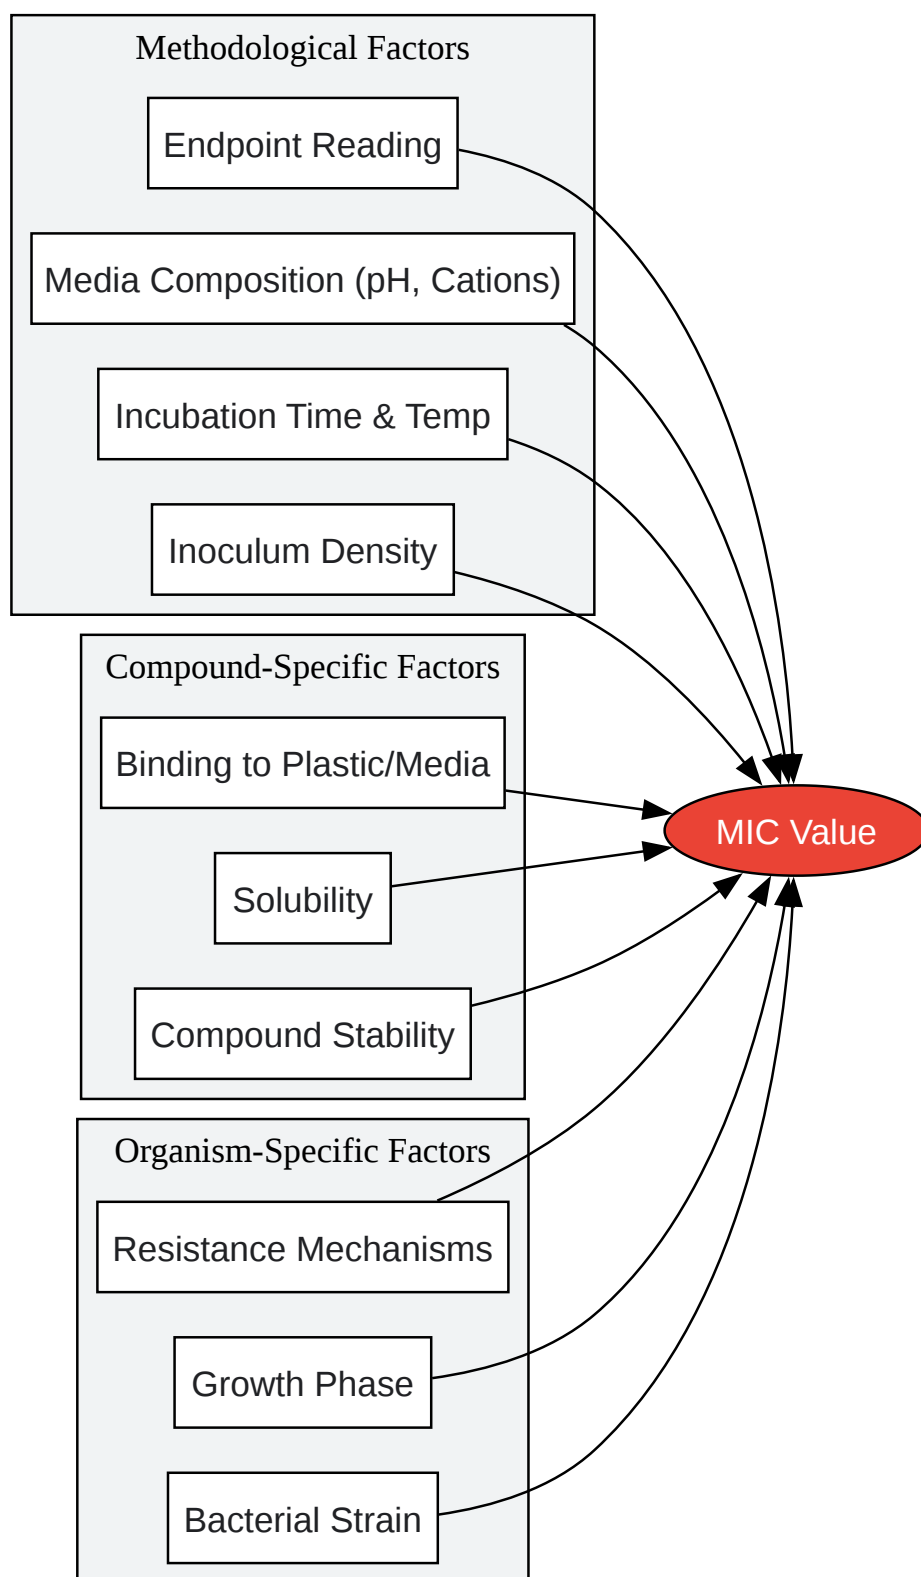 Methodological Factors
Endpoint Reading
Media Composition (pH, Cations)
Incubation Time & Temp
Inoculum Density
Compound-Specific Factors
Binding to Plastic/Media
Solubility
Compound Stability
MIC Value
Organism-Specific Factors
Resistance Mechanisms
Growth Phase
Bacterial Strain